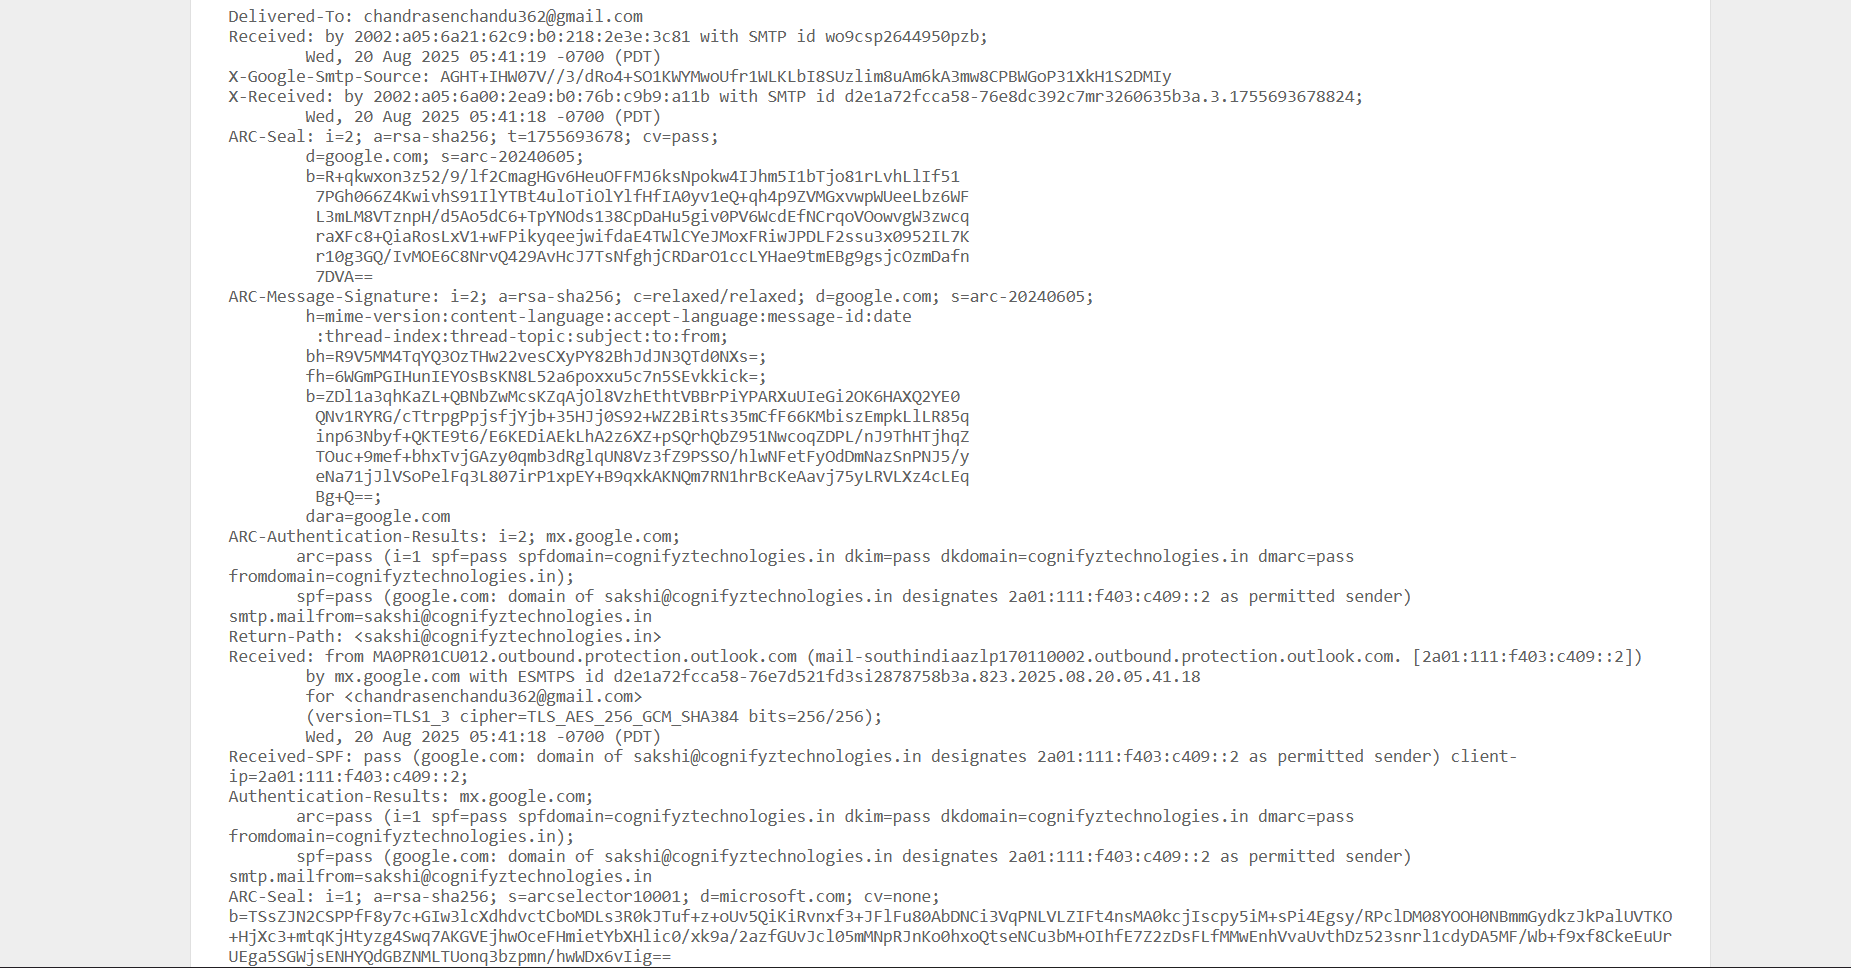 Delivered-To: chandrasenchandu362@gmail.com
Received: by 2002:a05:6a21:62c9:b0:218:2e3e:3c81 with SMTP id wo9csp2644950pzb;
Wed, 20 Aug 2025 05:41:19 -0700 (PDT)
X-Google-Smtp-Source: AGHT+IHW07V//3/dRo4+SO1KWYMwoUfr1WLKLbI8SUzlim8uAm6kA3mw8CPBWGoP31XkH1S2DMIy
X-Received: by 2002:a05:6a00:2ea9:b0:76b:c9b9:a11b with SMTP id d2e1a72fcca58-76e8dc392c7mr3260635b3a.3.1755693678824;
Wed, 20 Aug 2025 05:41:18 -0700 (PDT)
ARC-Seal: i=2; a=rsa-sha256; t=1755693678; cv=pass;
d=google.com; s=arc-20240605;
b=R+qkwxon3z52/9/lf2CmagHGv6HeuOFFMJ6ksNpokw4IJhm5I1bTjo81rLvhLlIf51
7PGh066Z4KwivhS91IlYTBt4uloTiOlYlfHfIA0yv1eQ+qh4p9ZVMGxvwpWUeeLbz6WF
L3mLM8VTznpH/d5Ao5dC6+TpYNOds138CpDaHu5giv0PV6WcdEfNCrqoVOowvgW3zwcq
raXFc8+QiaRosLxV1+wFPikyqeejwifdaE4TWlCYeJMoxFRiwJPDLF2ssu3x0952IL7K
r10g3GQ/IvMOE6C8NrvQ429AvHcJ7TsNfghjCRDarO1ccLYHae9tmEBg9gsjcOzmDafn
7DVA==
ARC-Message-Signature: i=2; a=rsa-sha256; c=relaxed/relaxed; d=google.com; s=arc-20240605;
h=mime-version:content-language:accept-language:message-id:date
:thread-index:thread-topic:subject:to:from;
bh=R9V5MM4TqYQ3OzTHw22vesCXyPY82BhJdJN3QTd0NXs=;
fh=6WGmPGIHunIEYOsBsKN8L52a6poxxu5c7n5SEvkkick=;
b=ZDl1a3qhKaZL+QBNbZwMcsKZqAjOl8VzhEthtVBBrPiYPARXuUIeGi2OK6HAXQ2YE0
QNv1RYRG/cTtrpgPpjsfjYjb+35HJj0S92+WZ2BiRts35mCfF66KMbiszEmpkLlLR85q
inp63Nbyf+QKTE9t6/E6KEDiAEkLhA2z6XZ+pSQrhQbZ951NwcoqZDPL/nJ9ThHTjhqZ
TOuc+9mef+bhxTvjGAzy0qmb3dRglqUN8Vz3fZ9PSSO/hlwNFetFyOdDmNazSnPNJ5/y
eNa71jJlVSoPelFq3L807irP1xpEY+B9qxkAKNQm7RN1hrBcKeAavj75yLRVLXz4cLEq
Bg+Q==;
dara=google.com
ARC-Authentication-Results: i=2; mx.google.com;
arc=pass (i=1 spf=pass spfdomain=cognifyztechnologies.in dkim=pass dkdomain=cognifyztechnologies.in dmarc=pass
fromdomain=cognifyztechnologies.in);
spf=pass (google.com: domain of sakshi@cognifyztechnologies.in designates 2a01:111:f403:c409::2 as permitted sender)
smtp.mailfrom=sakshi@cognifyztechnologies.in
Return-Path: <sakshi@cognifyztechnologies.in>
Received: from MA0PR01CU012.outbound.protection.outlook.com (mail-southindiaazlp170110002.outbound.protection.outlook.com. [2a01:111:f403:c409::2])
by mx.google.com with ESMTPS id d2e1a72fcca58-76e7d521fd3si2878758b3a.823.2025.08.20.05.41.18
for <chandrasenchandu362@gmail.com>
(version=TLS1_3 cipher=TLS_AES_256_GCM_SHA384 bits=256/256);
Wed, 20 Aug 2025 05:41:18 -0700 (PDT)
Received-SPF: pass (google.com: domain of sakshi@cognifyztechnologies.in designates 2a01:111:f403:c409::2 as permitted sender) client-
ip=2a01:111:f403:c409::2;
Authentication-Results: mx.google.com;
arc=pass (i=1 spf=pass spfdomain=cognifyztechnologies.in dkim=pass dkdomain=cognifyztechnologies.in dmarc=pass
fromdomain=cognifyztechnologies.in);
spf=pass (google.com: domain of sakshi@cognifyztechnologies.in designates 2a01:111:f403:c409::2 as permitted sender)
smtp.mailfrom=sakshi@cognifyztechnologies.in
ARC-Seal: i=1; a=rsa-sha256; s=arcselector10001; d=microsoft.com; cv=none;
b=TSsZJN2CSPPfF8y7c+GIw3lcXdhdvctCboMDLs3R0kJTuf+z+oUv5QiKiRvnxf3+JFlFu80AbDNCi3VqPNLVLZIFt4nsMA0kcjIscpy5iM+sPi4Egsy/RPclDM08YOOH0NBmmGydkzJkPalUVTKO
+HjXc3+mtqKjHtyzg4Swq7AKGVEjhwOceFHmietYbXHlic0/xk9a/2azfGUvJcl05mMNpRJnKo0hxoQtseNCu3bM+OIhfE7Z2zDsFLfMMwEnhVvaUvthDz523snrl1cdyDA5MF/Wb+f9xf8CkeEuUr
UEga5SGWjsENHYQdGBZNMLTUonq3bzpmn/hwWDx6vIig==